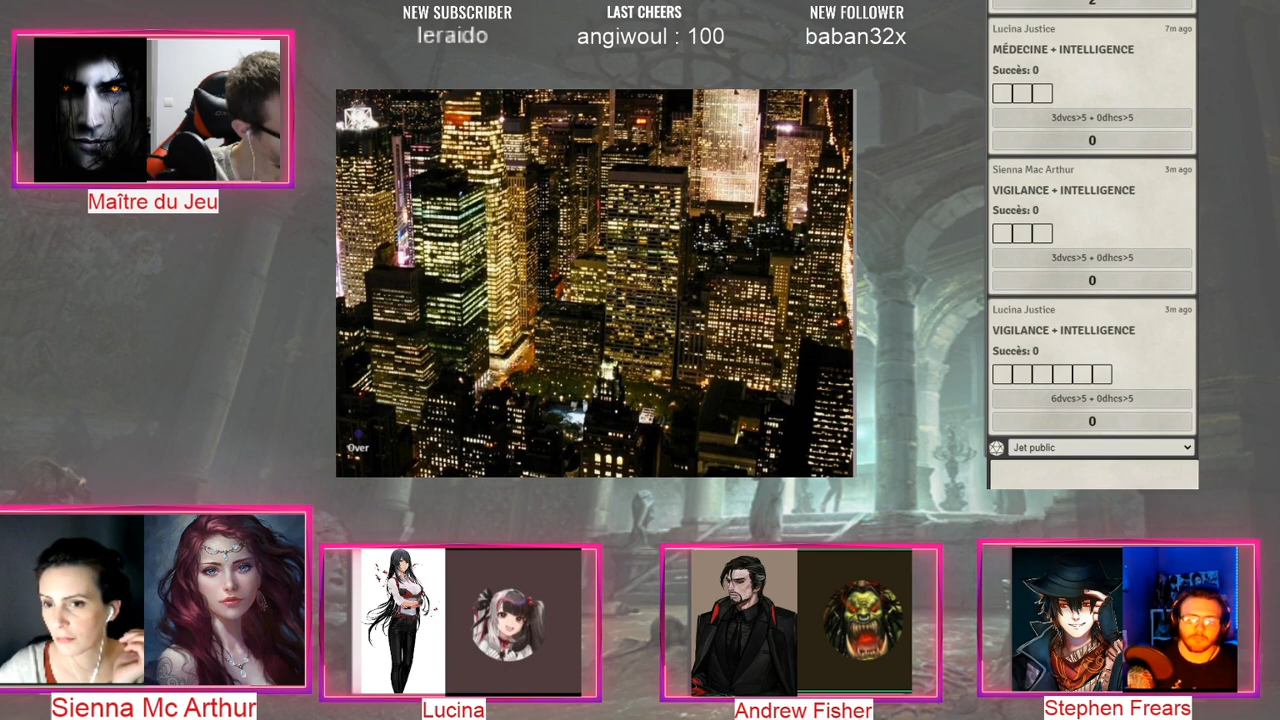 NEW SUBSCRIBER
leraido
LAST CHEERS
angiwoul : 100
NEW FOLLOWER
baban32x
Maître du Jeu
Over
2
Lucina Justice
7m ago
MÉDECINE + INTELLIGENCE
Succès: 0
3dvcs>5 + 0dhcs>5
0
Sienna Mac Arthur
3m ago
VIGILANCE + INTELLIGENCE
Succès: 0
3dvcs>5 + 0dhcs>5
0
Lucina Justice
3m ago
VIGILANCE + INTELLIGENCE
Succès: 0
6dvcs>5 + 0dhcs>5
0
Jet public
Sienna Mc Arthur
Lucina
Andrew Fisher
Stephen Frears